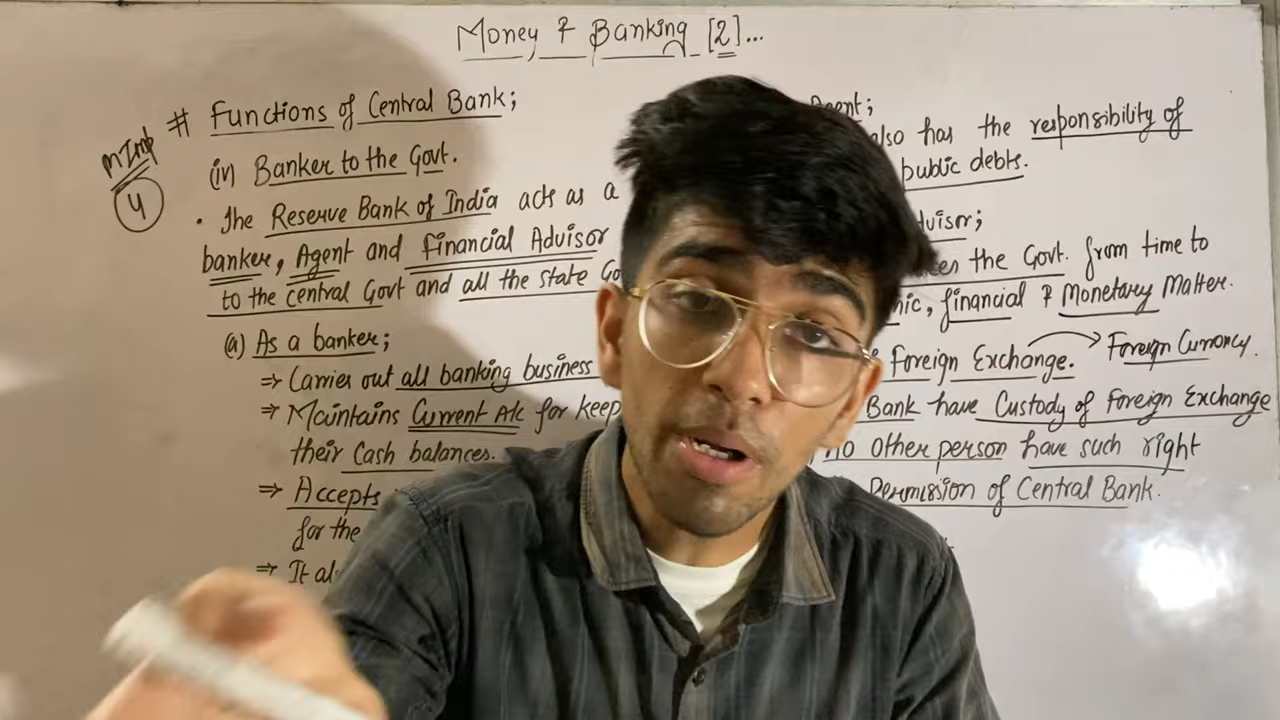 Money & Banking [2]...
# Functions of Central Bank;
m Imp
4
(iv) Banker to the Govt.
• The Reserve Bank of India acts as a
banker, Agent and financial Advisor
to the central Govt and all the state
(a) As a banker;
⇒ Carries out all banking business
⇒ Maintains Current A/c for
their Cash balances.
⇒ Accepts
for the
⇒ It
Agent;
also has the responsibility of
public debts.
the Govt. from time to
financial & Monetary Matter.
Foreign Exchange. → Foreign Currency.
Bank have Custody of Foreign Exchange
no other person have such right
Permission of Central Bank.